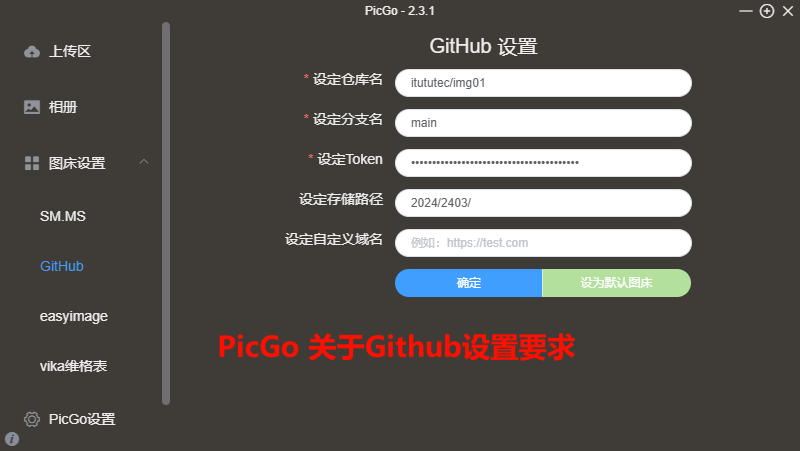 PicGo - 2.3.1
上传区
相册
图床设置
SM.MS
GitHub
easyimage
vika维格表
PicGo设置
GitHub 设置
* 设定仓库名 itututec/img01
* 设定分支名 main
* 设定Token ••••••••••••••••••••••••••••••••••••••••
设定存储路径 2024/2403/
设定自定义域名 例如：https://test.com
确定 设为默认图床
PicGo 关于Github设置要求